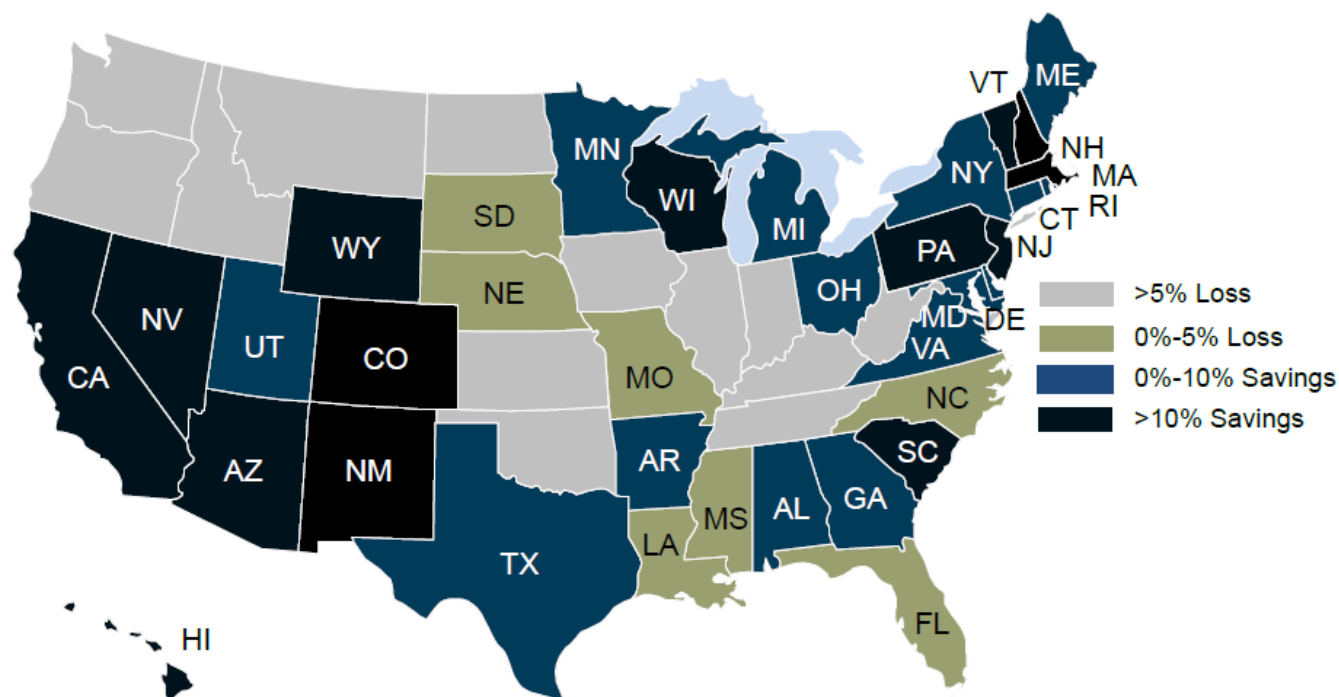 VT
ME
MN
NH
NY
MA
WI
RI
SD
MI
CT
WY
NJ
PA
NE
OH
>5% Loss
NV
MD
DE
UT
0%-5% Loss
CO
VA
CA
MO
0%-10% Savings
NC
>10% Savings
SC
AZ
NM
AR
GA
AL
MS
LA
TX
FL
HI